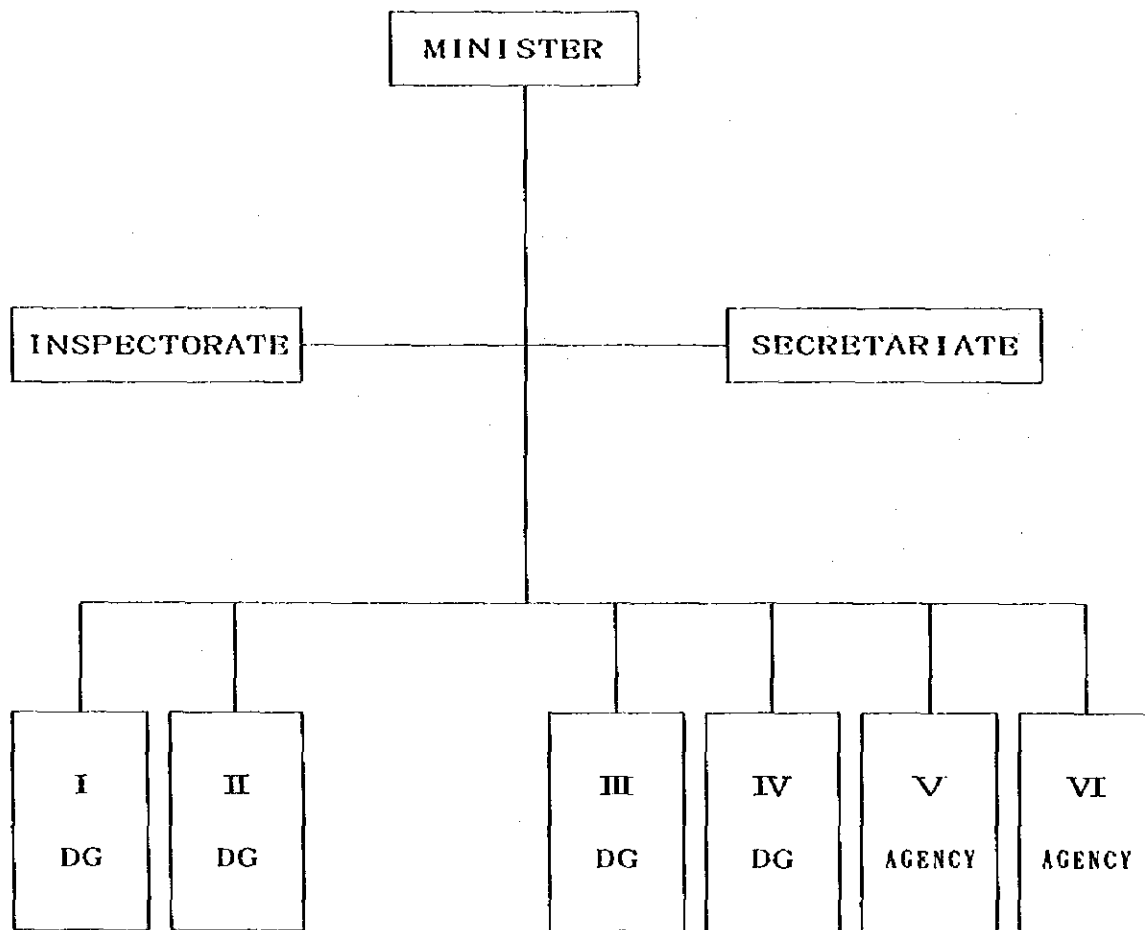 MINISTER
INSPECTORATE
SECRETARIATE
I
DG
II
DG
III
DG
IV
DG
V
AGENCY
VI
AGENCY